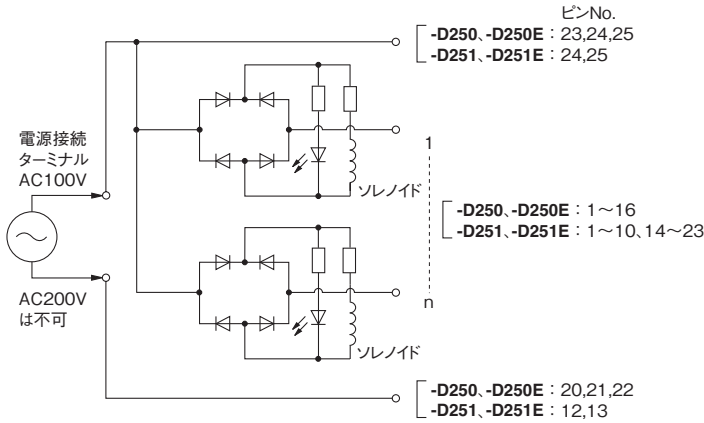 ピンNo.
-D250、-D250E：23,24,25
-D251、-D251E：24,25
電源接続
ターミナル
AC100V
1
ソレノイド
-D250、-D250E：1～16
-D251、-D251E：1～10、14～23
AC200V
は不可
n
ソレノイド
-D250、-D250E：20,21,22
-D251、-D251E：12,13